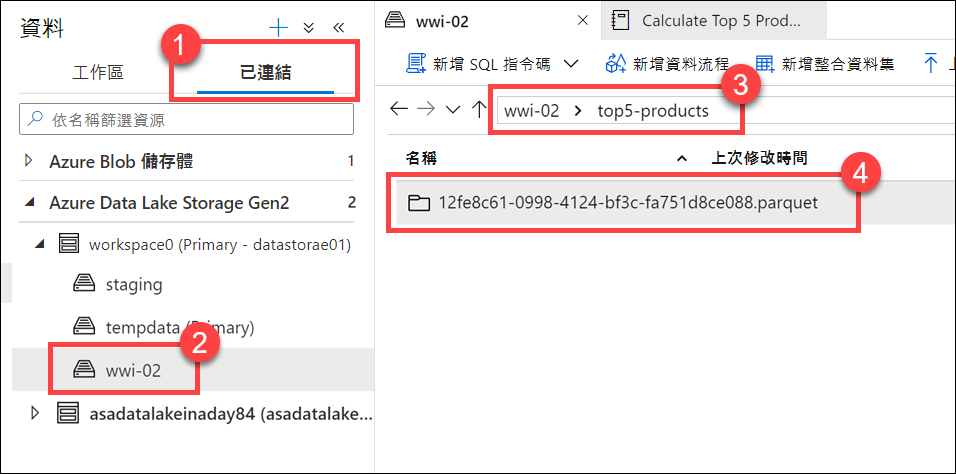 資料
1
工作區
已連結
依名稱篩選資源
Azure Blob 儲存體 1
Azure Data Lake Storage Gen2 2
workspace0 (Primary - datastorae01)
staging
tempdata (Primary)
2
wwi-02
asadatalakeinaday84 (asadatalake...
wwi-02
Calculate Top 5 Prod...
新增 SQL 指令碼
新增資料流程
新增整合資料集
3
wwi-02 > top5-products
名稱 上次修改時間
4
12fe8c61-0998-4124-bf3c-fa751d8ce088.parquet